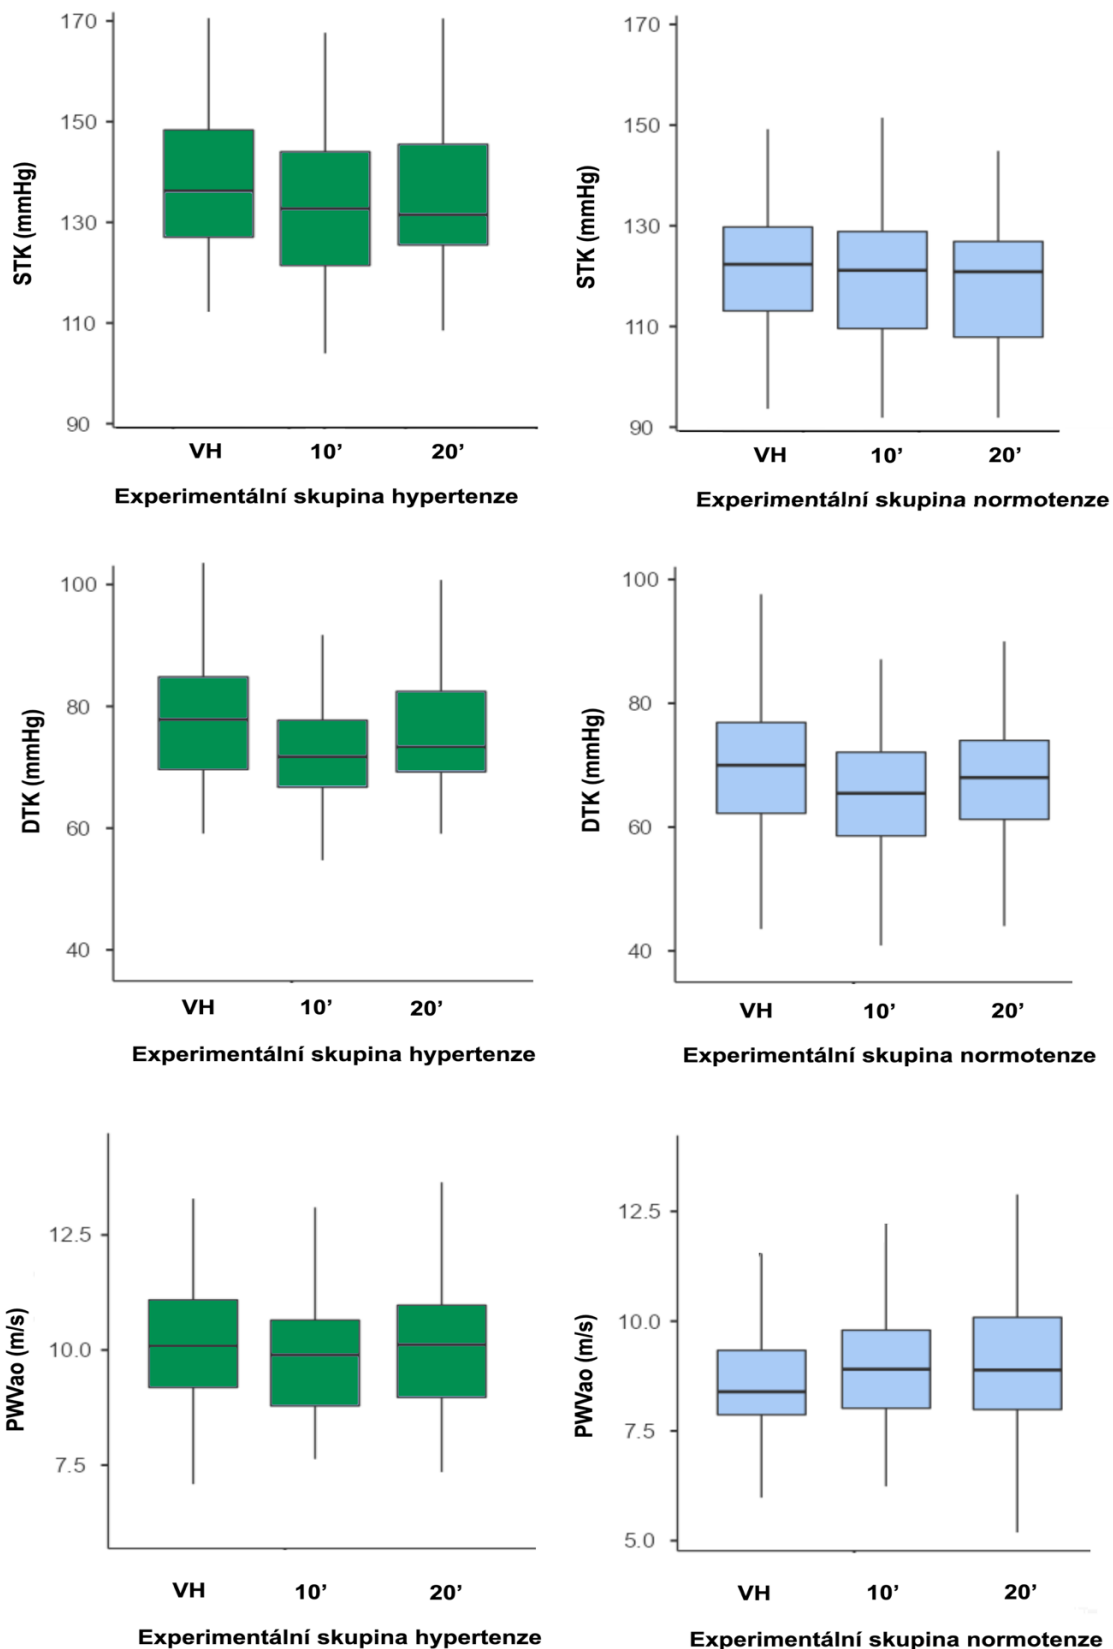 STK (mmHg)
170
150
130
110
90
VH 10’ 20’
Experimentální skupina hypertenze
STK (mmHg)
170
150
130
110
90
VH 10’ 20’
Experimentální skupina normotenze
DTK (mmHg)
100
80
60
40
VH 10’ 20’
Experimentální skupina hypertenze
DTK (mmHg)
100
80
60
40
VH 10’ 20’
Experimentální skupina normotenze
PWVao (m/s)
12.5
10.0
7.5
VH 10’ 20’
Experimentální skupina hypertenze
PWVao (m/s)
12.5
10.0
7.5
5.0
VH 10’ 20’
Experimentální skupina normotenze